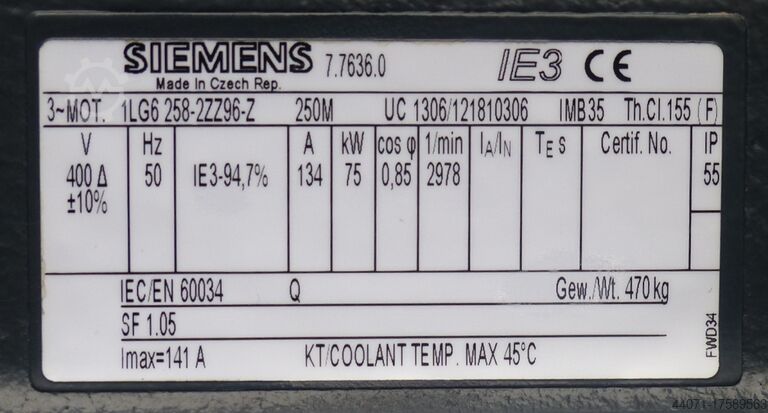 SIEMENS 7.7636.0 IE3 CE
Made in Czech Rep.
3~MOT. 1LG6 258-2ZZ96-Z 250M UC 1306/121810306 IMB35 Th.Cl.155 (F)
V Hz A kW cos φ 1/min IA/IN TE s Certif. No. IP
400 Δ 50 IE3-94,7% 134 75 0,85 2978 55
±10%
IEC/EN 60034 Q Gew./Wt. 470 kg
SF 1.05
Imax=141 A KT/COOLANT TEMP. MAX 45°C
FWD34
44071-17589563